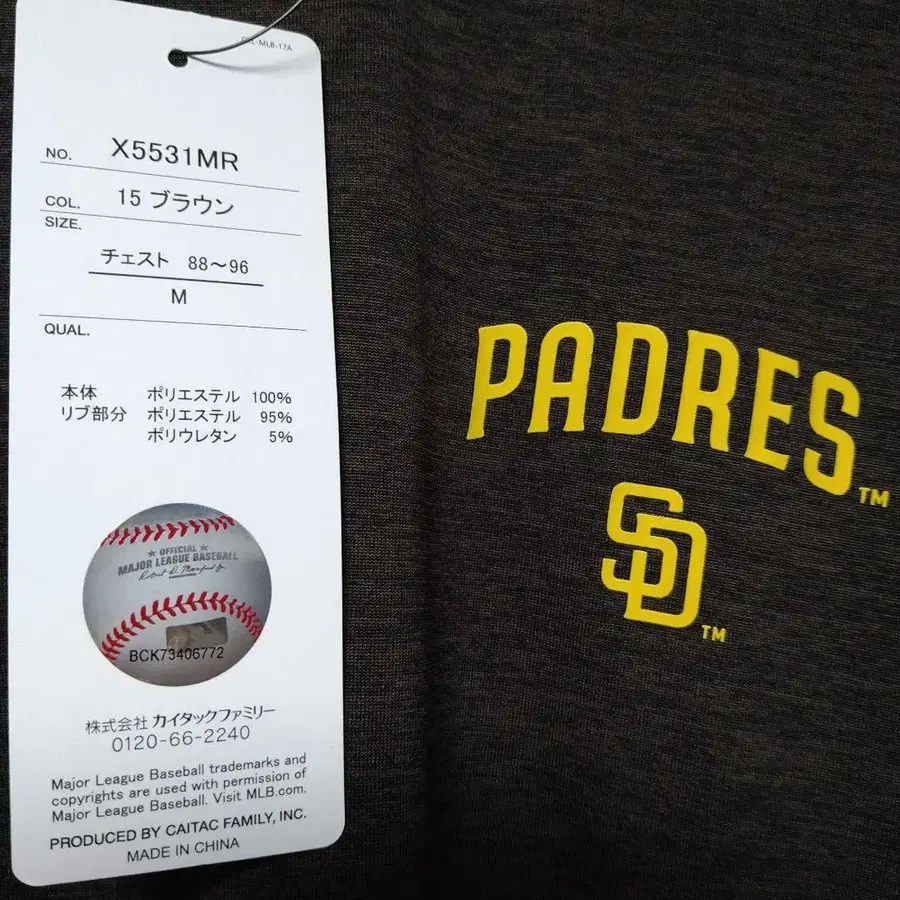 CKL-MLB-17A
NO. X5531MR
COL. 15 ブラウン
SIZE.
チェスト 88～96
M
QUAL.
本体 ポリエステル 100%
リブ部分 ポリエステル 95%
ポリウレタン 5%
★ OFFICIAL ★
MAJOR LEAGUE BASEBALL
BCK73406772
株式会社 カイタックファミリー
0120-66-2240
Major League Baseball trademarks and
copyrights are used with permission of
Major League Baseball. Visit MLB.com.
PRODUCED BY CAITAC FAMILY, INC.
MADE IN CHINA
PADRES™
SD™